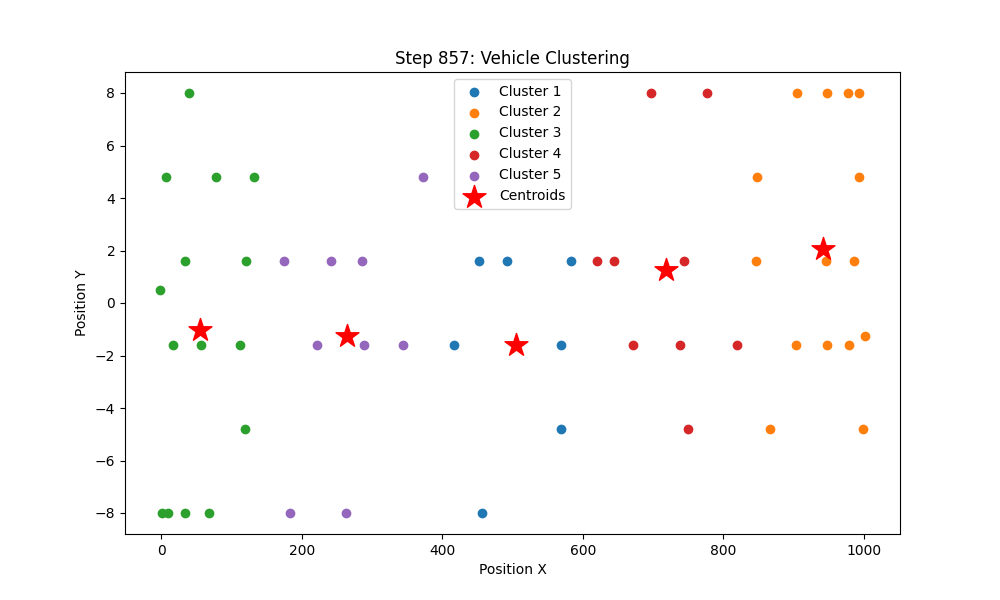 Step 857: Vehicle Clustering
Cluster 1
Cluster 2
Cluster 3
Cluster 4
Cluster 5
Centroids
8
6
4
2
0
−2
−4
−6
−8
Position Y
0 200 400 600 800 1000
Position X